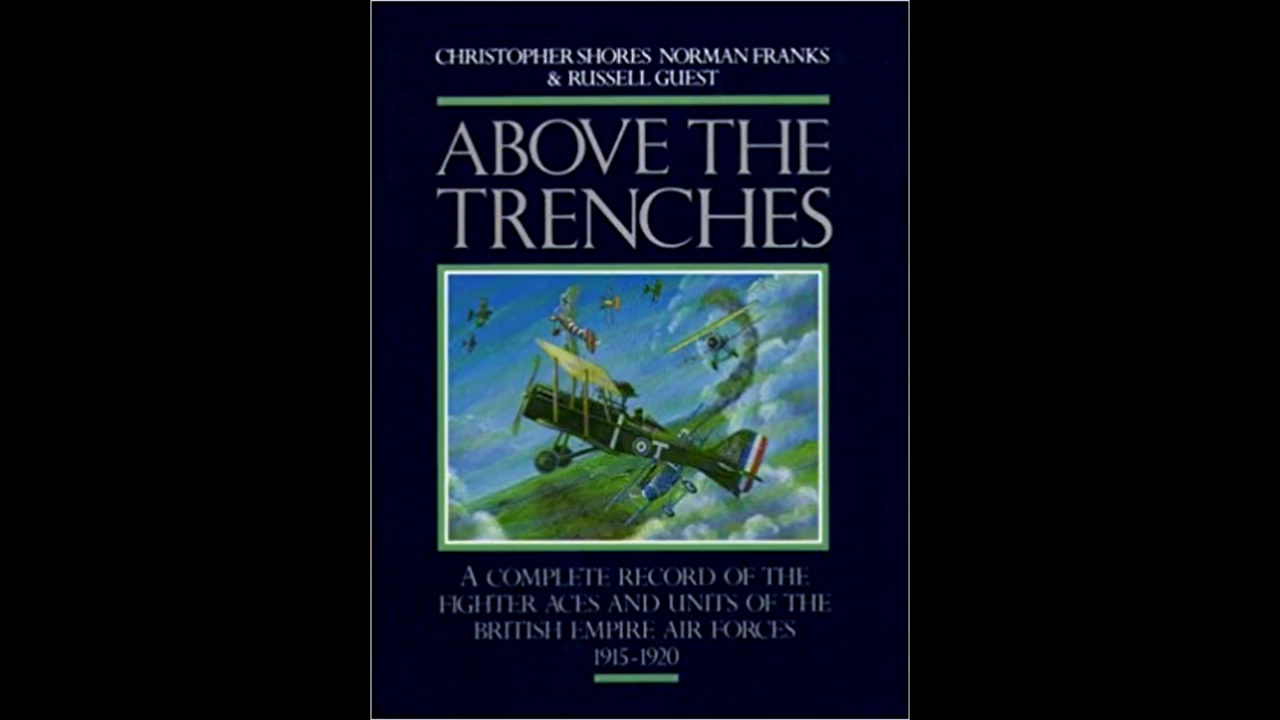 CHRISTOPHER SHORES NORMAN FRANKS
& RUSSELL GUEST
ABOVE THE
TRENCHES
IT
A COMPLETE RECORD OF THE
FIGHTER ACES AND UNITS OF THE
BRITISH EMPIRE AIR FORCES
1915-1920